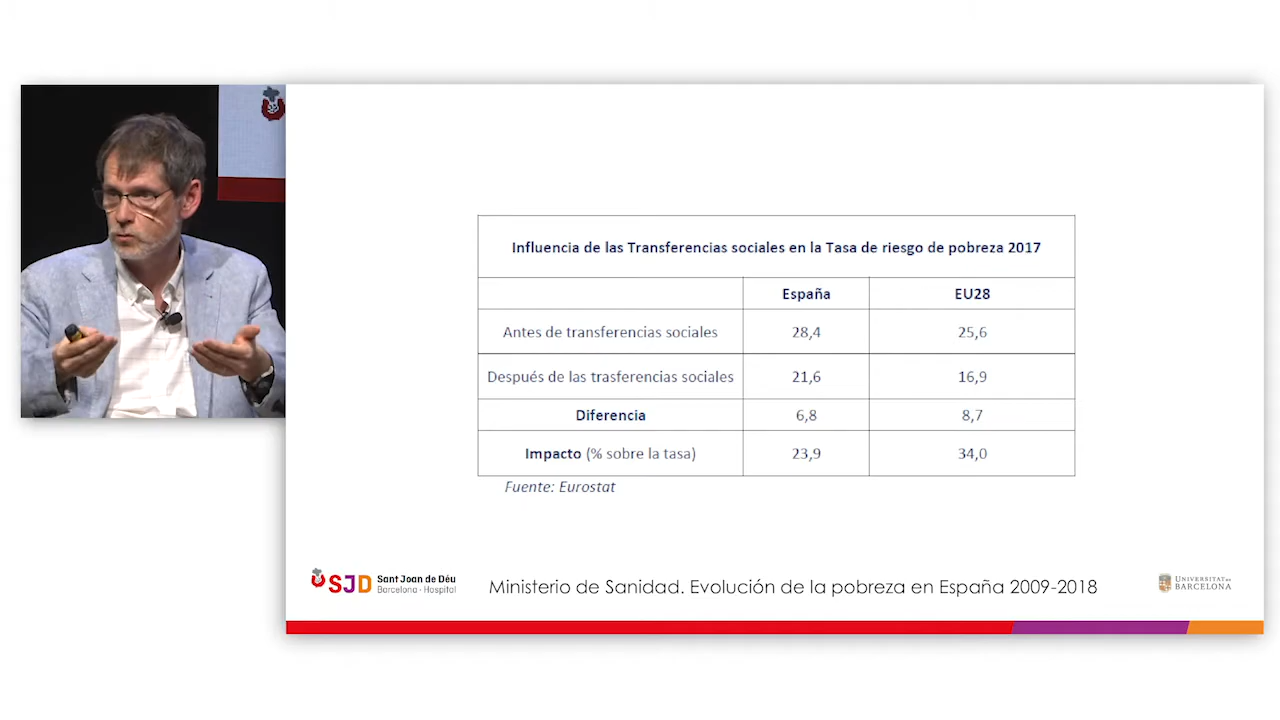 Influencia de las Transferencias sociales en la Tasa de riesgo de pobreza 2017
España EU28
Antes de transferencias sociales 28,4 25,6
Después de las trasferencias sociales 21,6 16,9
Diferencia 6,8 8,7
Impacto (% sobre la tasa) 23,9 34,0
Fuente: Eurostat
SJD Sant Joan de Déu
Barcelona · Hospital
Ministerio de Sanidad. Evolución de la pobreza en España 2009-2018
UNIVERSITAT DE
BARCELONA